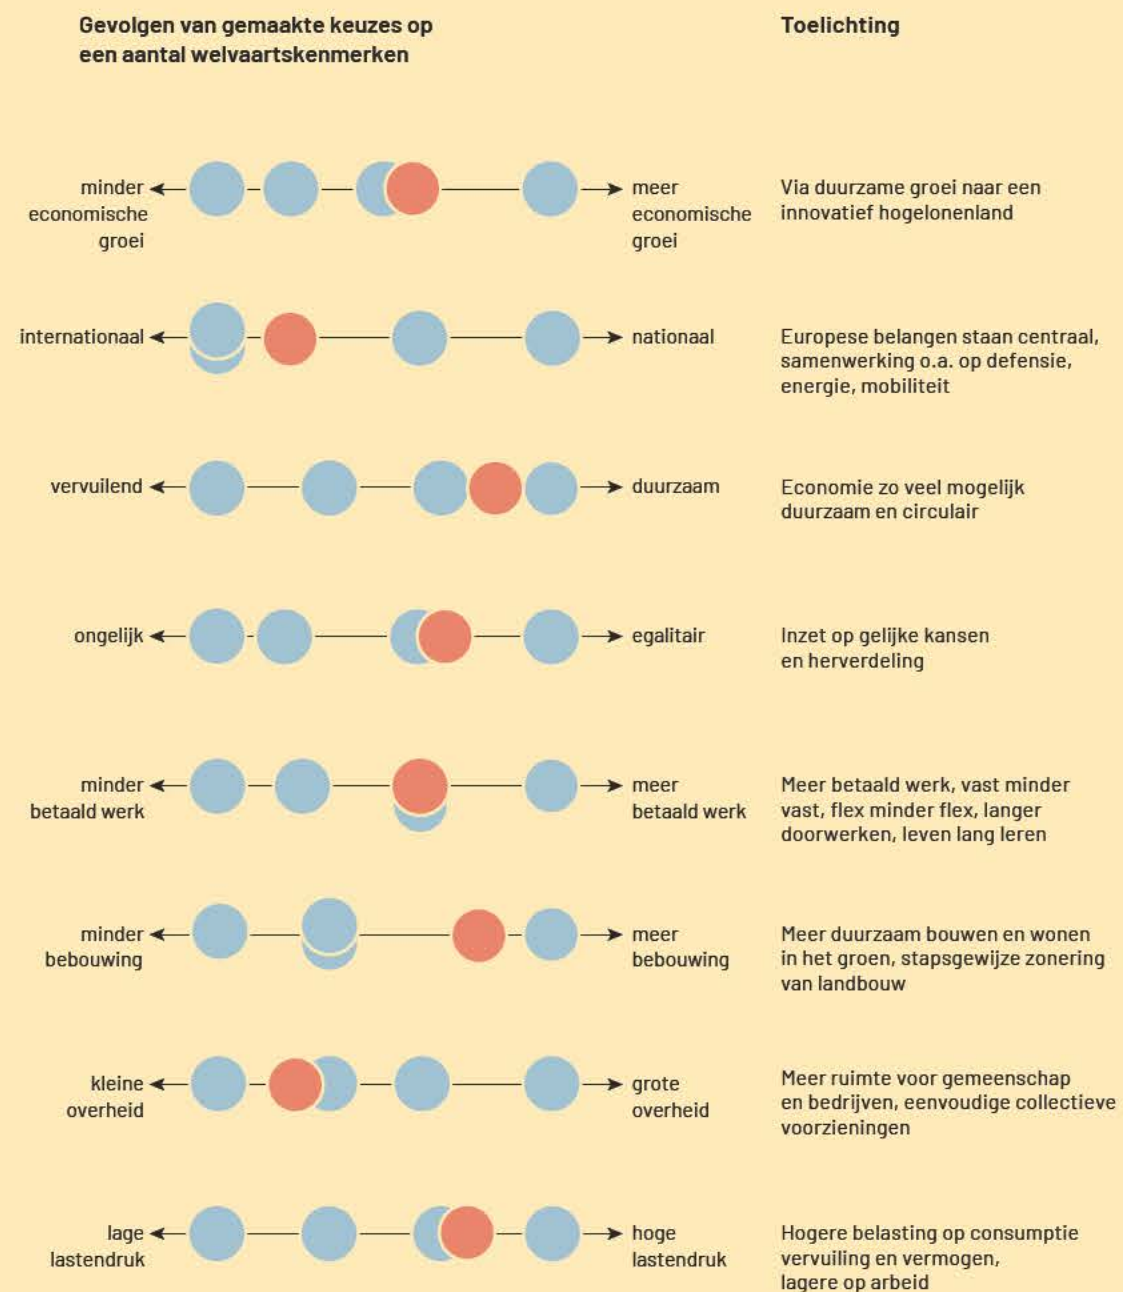 Gevolgen van gemaakte keuzes op
een aantal welvaartskenmerken
Toelichting
minder
economische
groei
meer
economische
groei
Via duurzame groei naar een
innovatief hogelonenland
internationaal
nationaal
Europese belangen staan centraal,
samenwerking o.a. op defensie,
energie, mobiliteit
vervuilend
duurzaam
Economie zo veel mogelijk
duurzaam en circulair
ongelijk
egalitair
Inzet op gelijke kansen
en herverdeling
minder
betaald werk
meer
betaald werk
Meer betaald werk, vast minder
vast, flex minder flex, langer
doorwerken, leven lang leren
minder
bebouwing
meer
bebouwing
Meer duurzaam bouwen en wonen
in het groen, stapsgewijze zonering
van landbouw
kleine
overheid
grote
overheid
Meer ruimte voor gemeenschap
en bedrijven, eenvoudige collectieve
voorzieningen
lage
lastendruk
hoge
lastendruk
Hogere belasting op consumptie
vervuiling en vermogen,
lagere op arbeid